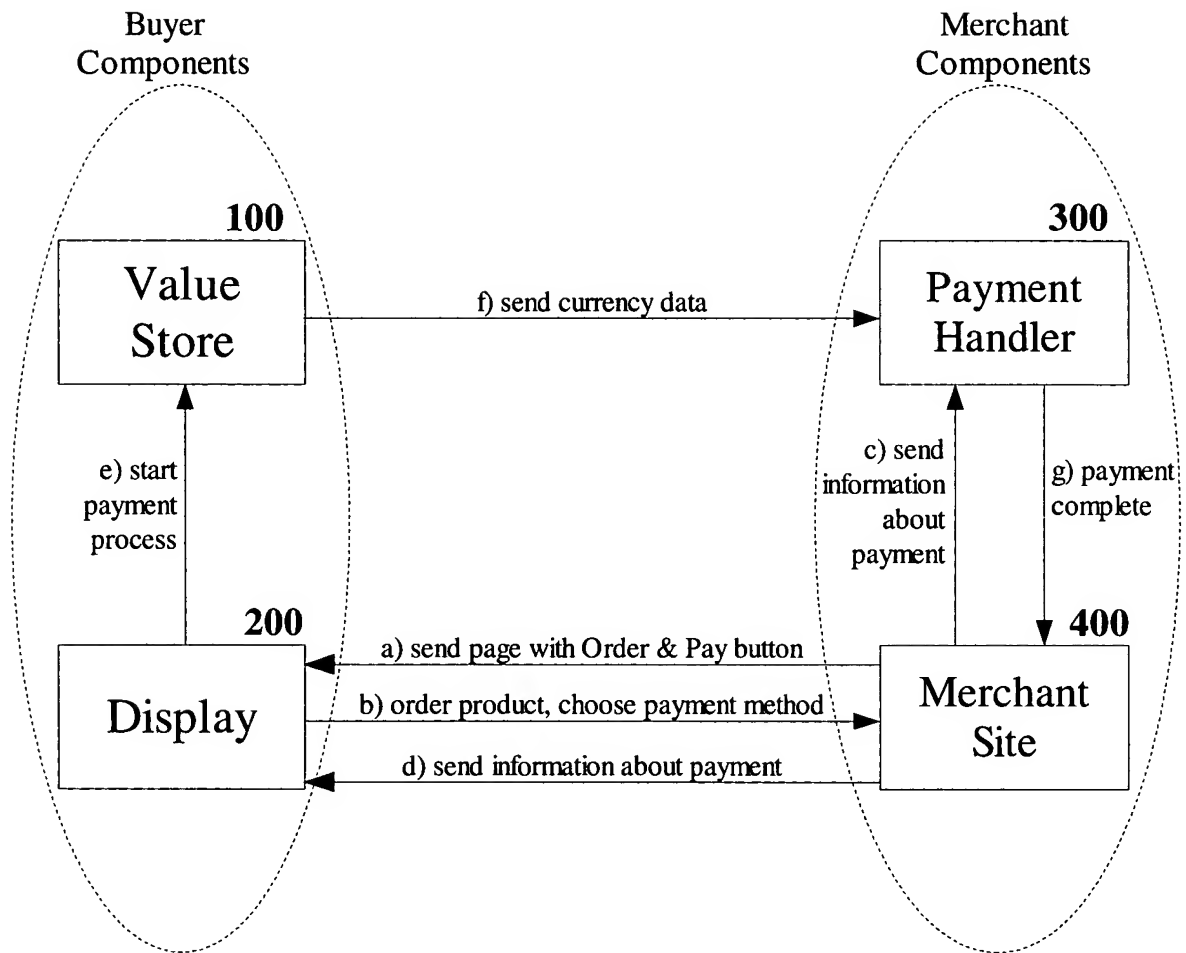 Buyer
Components
Merchant
Components
100
Value
Store
300
Payment
Handler
f) send currency data
e) start
payment
process
c) send
information
about
payment
g) payment
complete
200
Display
400
Merchant
Site
a) send page with Order & Pay button
b) order product, choose payment method
d) send information about payment